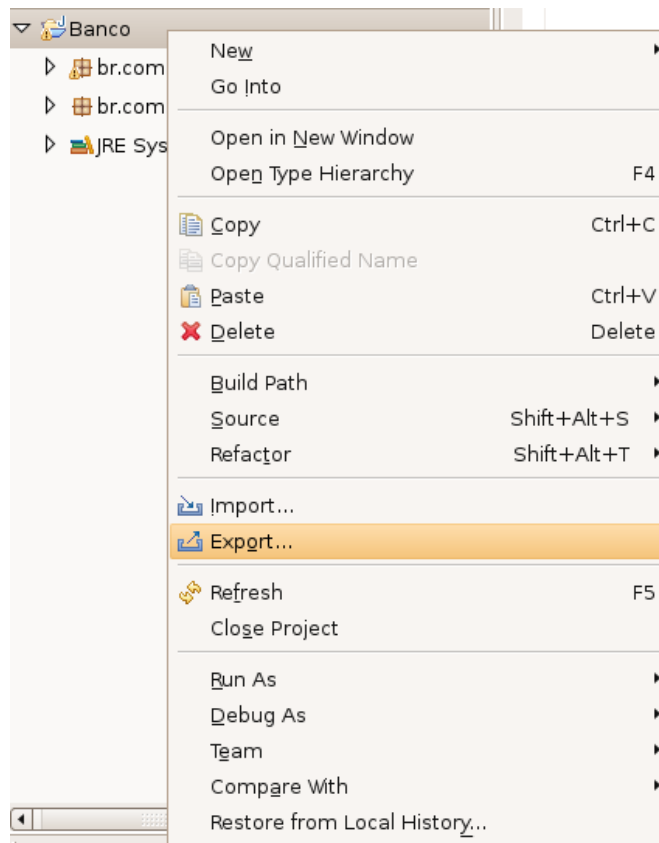 Banco
br.com
br.com
JRE Sys
New
Go Into
Open in New Window
Open Type Hierarchy F4
Copy Ctrl+C
Copy Qualified Name
Paste Ctrl+V
Delete Delete
Build Path
Source Shift+Alt+S
Refactor Shift+Alt+T
Import...
Export...
Refresh F5
Close Project
Run As
Debug As
Team
Compare With
Restore from Local History...